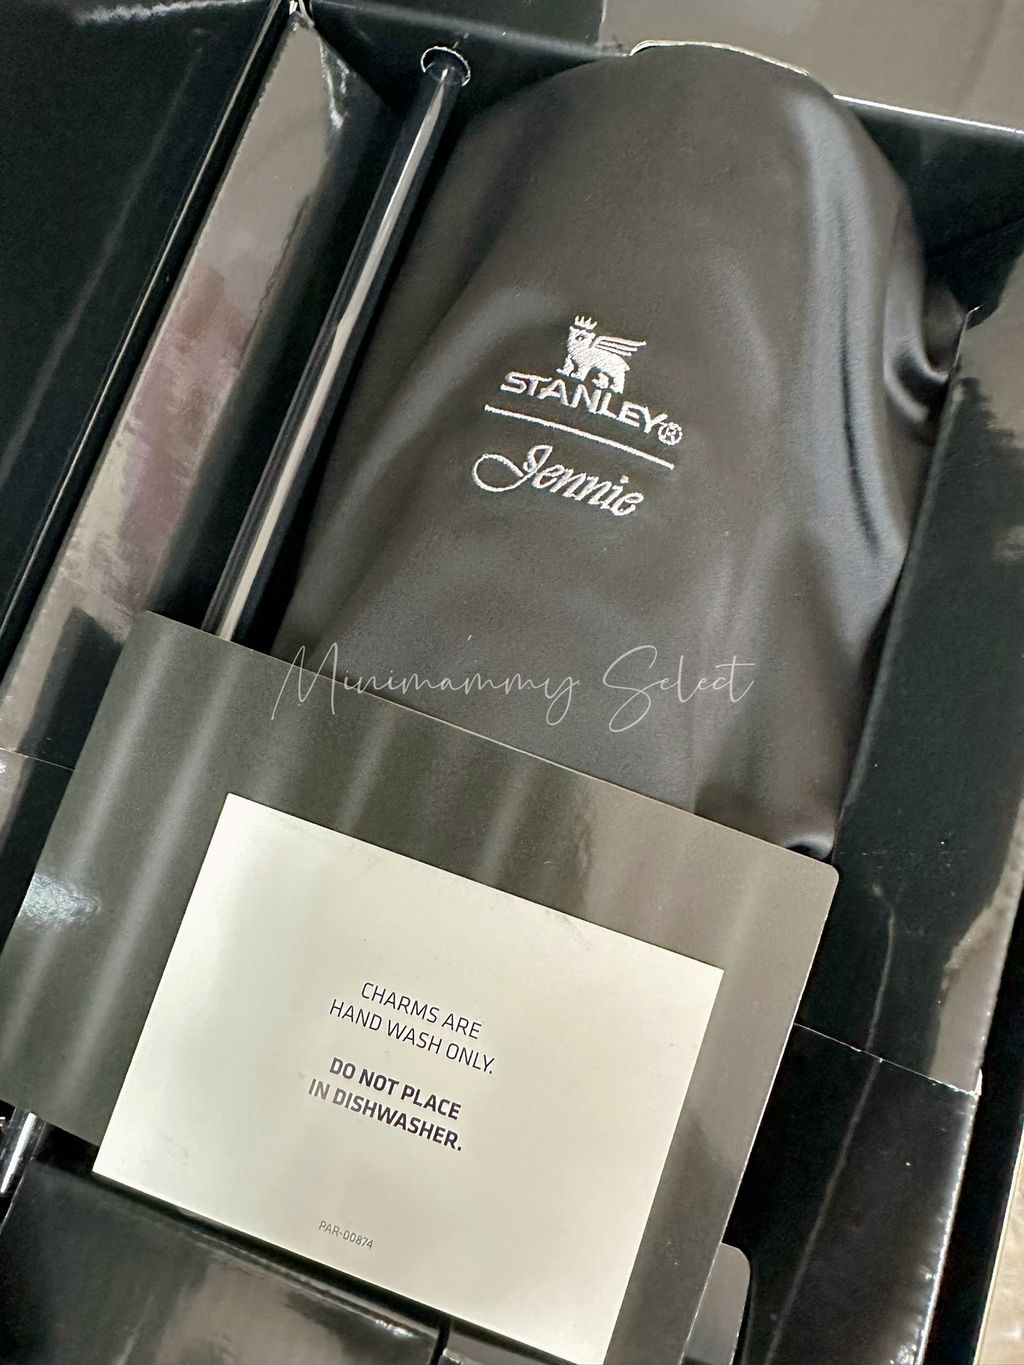 STANLEY®
Jennie
Minimammy Select
CHARMS ARE
HAND WASH ONLY.
DO NOT PLACE
IN DISHWASHER.
PAR-00874